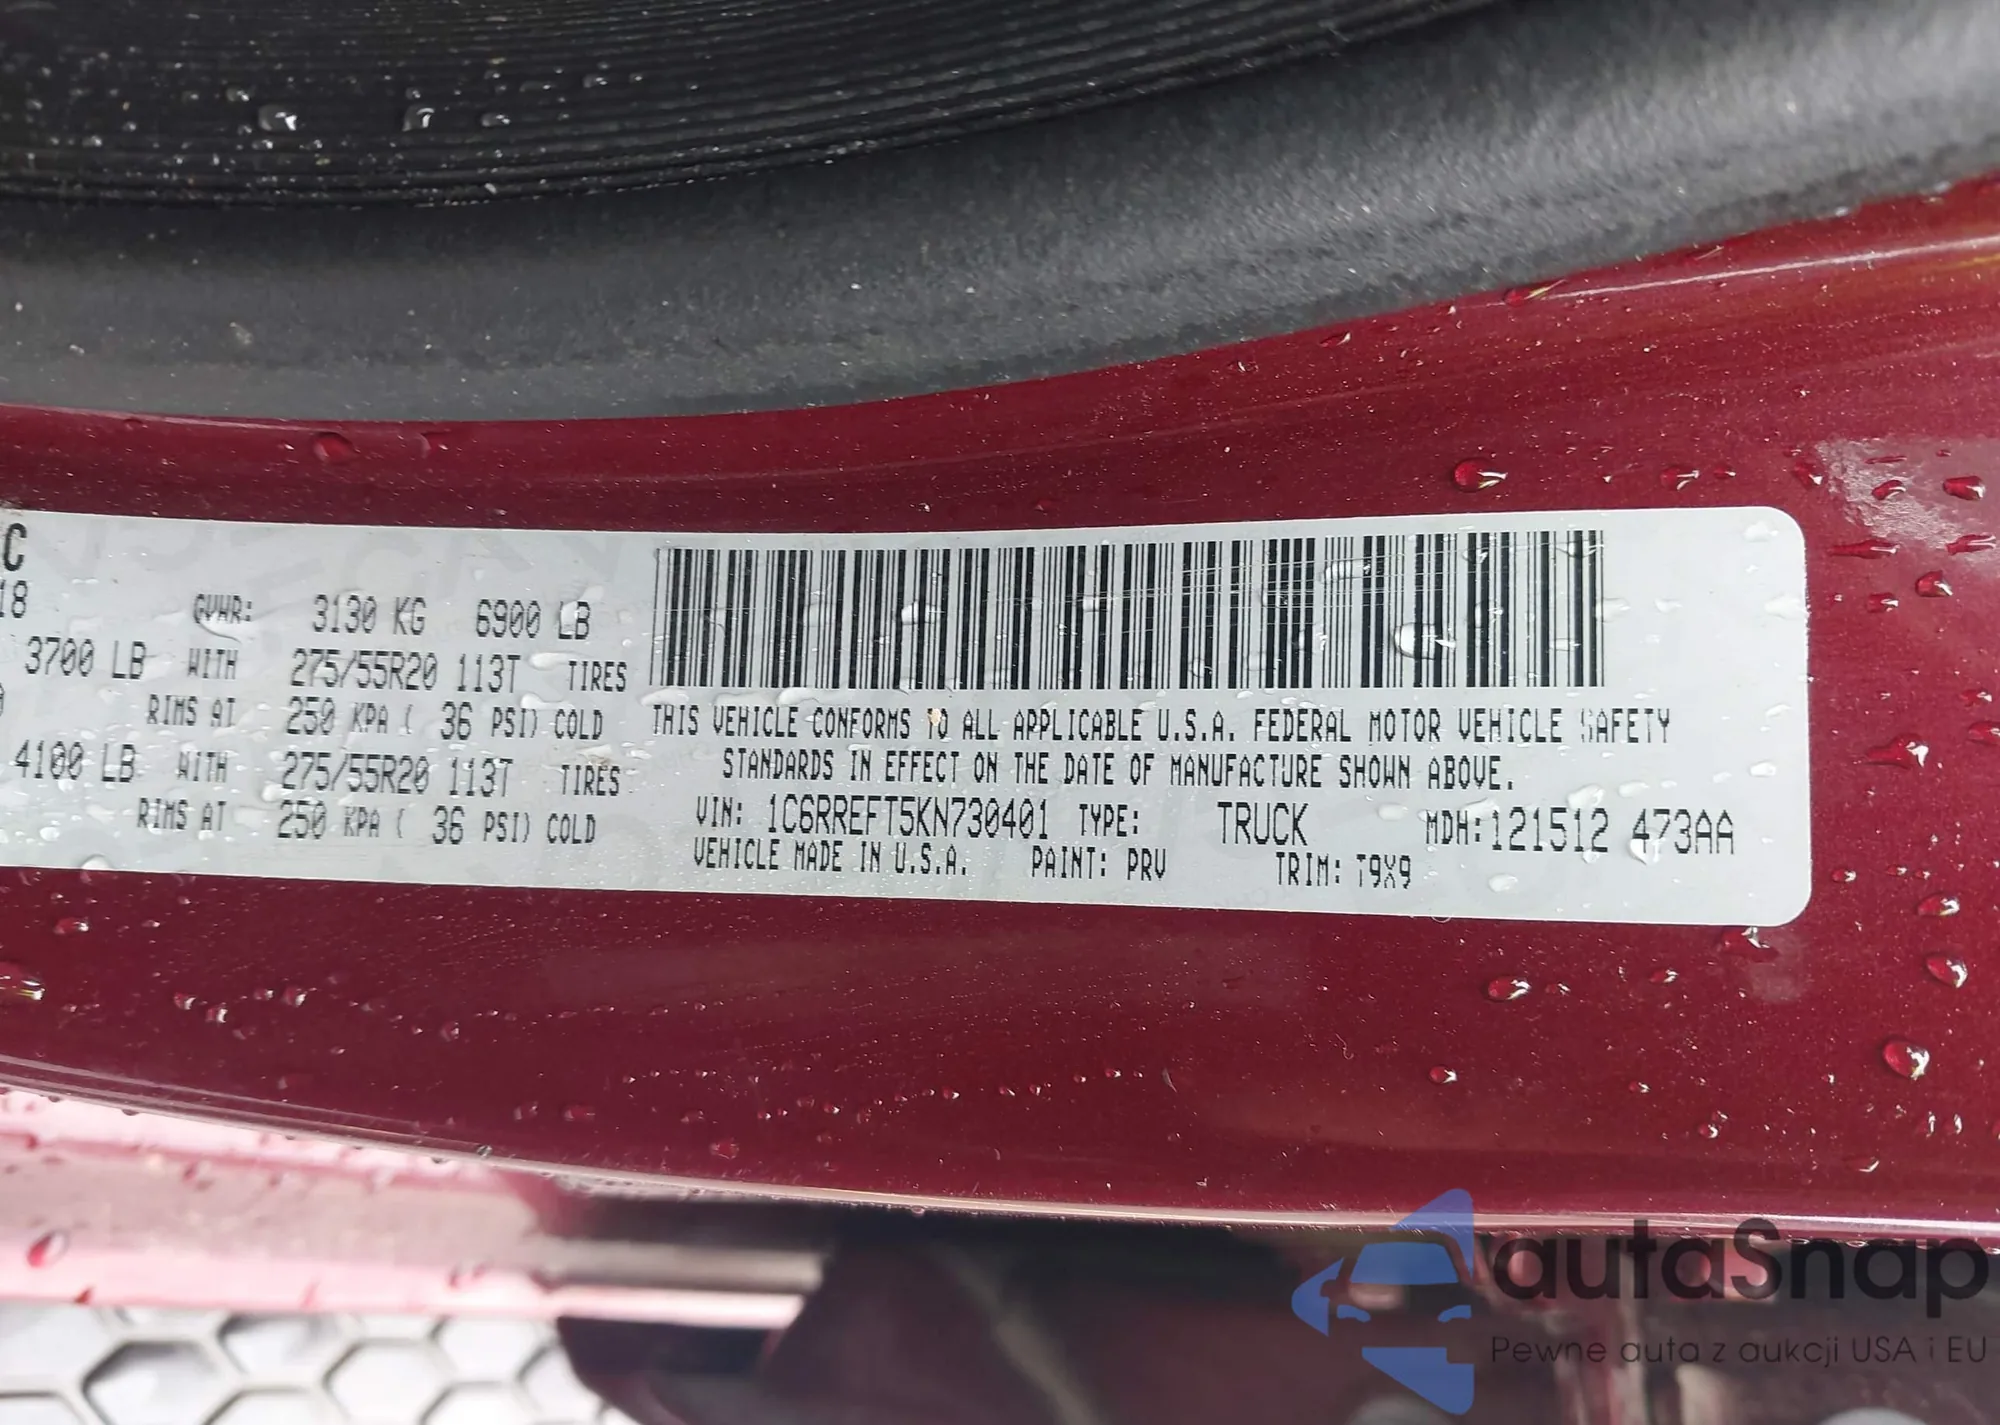 C
18
GVWR: 3130 KG 6900 LB
3700 LB WITH 275/55R20 113T TIRES
RIMS AT 250 KPA ( 36 PSI) COLD
4100 LB WITH 275/55R20 113T TIRES
RIMS AT 250 KPA ( 36 PSI) COLD
THIS VEHICLE CONFORMS TO ALL APPLICABLE U.S.A. FEDERAL MOTOR VEHICLE SAFETY
STANDARDS IN EFFECT ON THE DATE OF MANUFACTURE SHOWN ABOVE.
VIN: 1C6RREFT5KN730401 TYPE: TRUCK MDH:121512 473AA
VEHICLE MADE IN U.S.A. PAINT: PRV TRIM: T9X9
autaSnap
Pewne auta z aukcji USA i EU